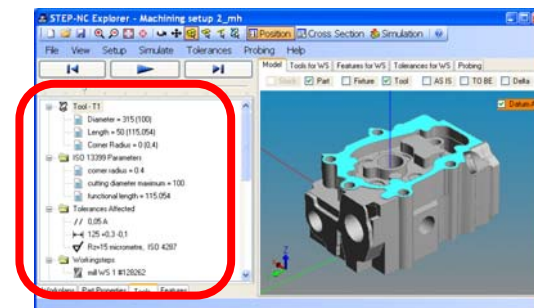 STEP-NC Explorer - Machining setup 2_mh
Position Cross Section Simulation
File View Setup Simulate Tolerances Probing Help
Model Tools for WS Features for WS Tolerances for WS Probing
Stock Part Fixture Tool AS IS TO BE Delta
Datum A
Tool - T1
Diameter = 315 (100)
Length = 50 (115,054)
Corner Radius = 0 (0,4)
ISO 13399 Parameters
corner radius = 0.4
cutting diameter maximum = 100
functional length = 115.054
Tolerances Affected
// 0,05 A
125 +0,3 -0,1
Rz=15 micrometre, ISO 4287
Workingsteps
mill WS 1 #128262
Workplans Part Properties Tools Features